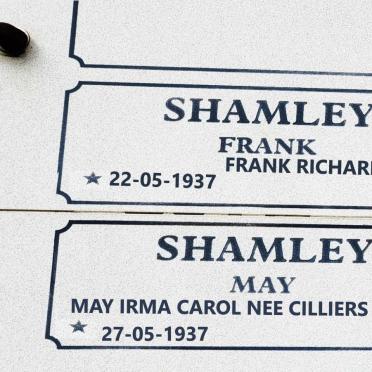 SHAMLEY
FRANK
FRANK RICHAR
★ 22-05-1937
SHAMLEY
MAY
MAY IRMA CAROL NEE CILLIERS
★ 27-05-1937